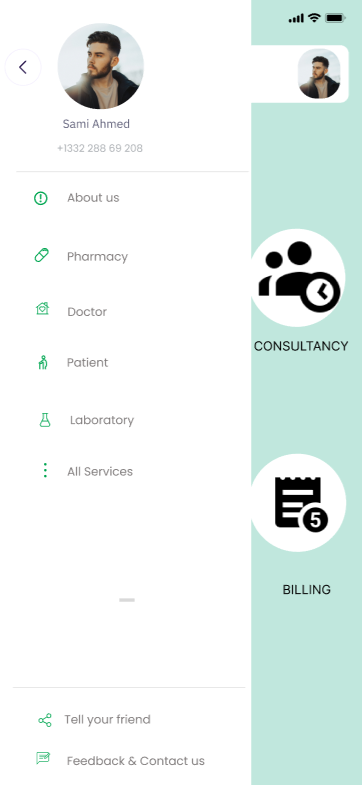 Sami Ahmed
+1332 288 69 208
About us
Pharmacy
Doctor
Patient
Laboratory
All Services
Tell your friend
Feedback & Contact us
CONSULTANCY
5
BILLING